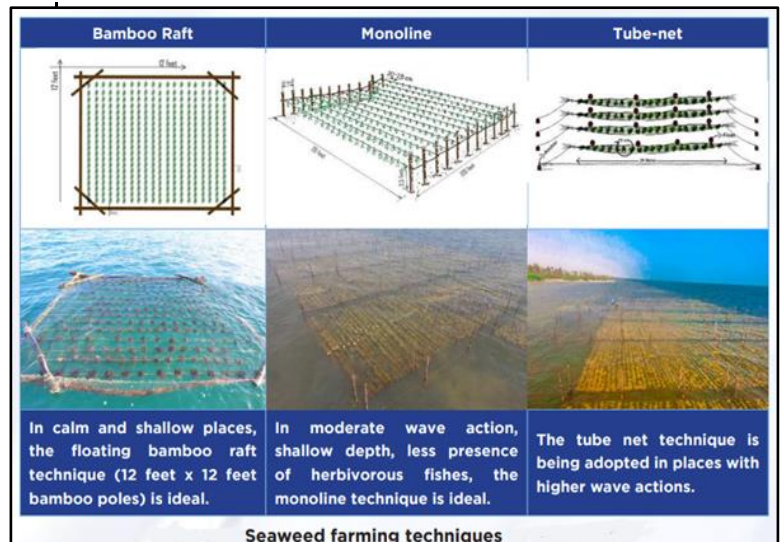 Bamboo Raft
Monoline
Tube-net
12 Feet
12 Feet
In calm and shallow places,
the floating bamboo raft
technique (12 feet x 12 feet
bamboo poles) is ideal.
In moderate wave action,
shallow depth, less presence
of herbivorous fishes, the
monoline technique is ideal.
The tube net technique is
being adopted in places with
higher wave actions.
Seaweed farming techniques